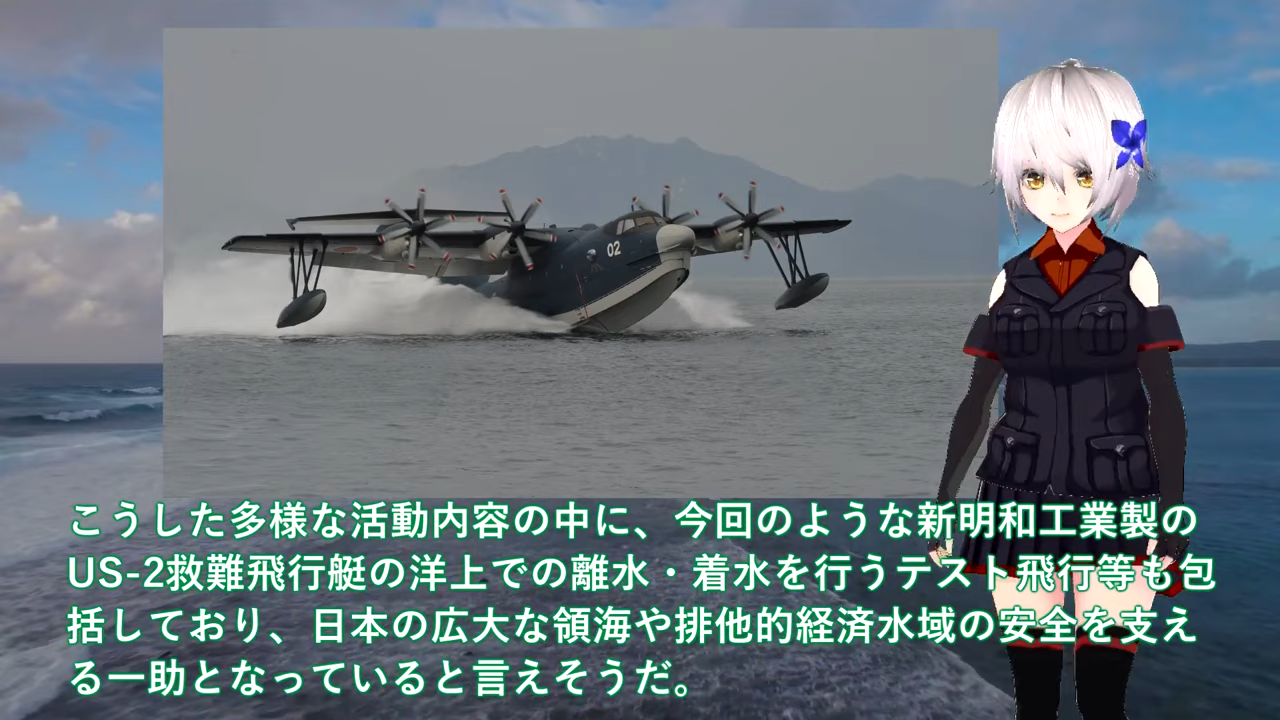 02
こうした多様な活動内容の中に、今回のような新明和工業製の
US-2救難飛行艇の洋上での離水・着水を行うテスト飛行等も包
括しており、日本の広大な領海や排他的経済水域の安全を支え
る一助となっていると言えそうだ。